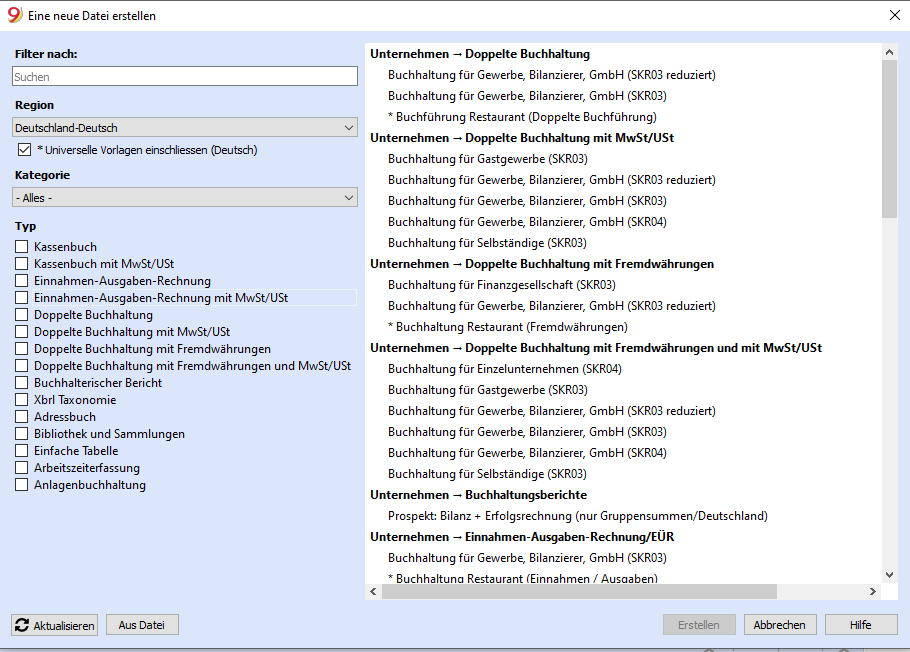 Eine neue Datei erstellen
Filter nach:
Suchen
Region
Deutschland-Deutsch
* Universelle Vorlagen einschliessen (Deutsch)
Kategorie
- Alles -
Typ
Kassenbuch
Kassenbuch mit MwSt/USt
Einnahmen-Ausgaben-Rechnung
Einnahmen-Ausgaben-Rechnung mit MwSt/USt
Doppelte Buchhaltung
Doppelte Buchhaltung mit MwSt/USt
Doppelte Buchhaltung mit Fremdwährungen
Doppelte Buchhaltung mit Fremdwährungen und MwSt/USt
Buchhalterischer Bericht
Xbrl Taxonomie
Adressbuch
Bibliothek und Sammlungen
Einfache Tabelle
Arbeitszeiterfassung
Anlagenbuchhaltung
Unternehmen → Doppelte Buchhaltung
Buchhaltung für Gewerbe, Bilanzierer, GmbH (SKR03 reduziert)
Buchhaltung für Gewerbe, Bilanzierer, GmbH (SKR03)
* Buchführung Restaurant (Doppelte Buchführung)
Unternehmen → Doppelte Buchhaltung mit MwSt/USt
Buchhaltung für Gastgewerbe (SKR03)
Buchhaltung für Gewerbe, Bilanzierer, GmbH (SKR03 reduziert)
Buchhaltung für Gewerbe, Bilanzierer, GmbH (SKR03)
Buchhaltung für Gewerbe, Bilanzierer, GmbH (SKR04)
Buchhaltung für Selbständige (SKR03)
Unternehmen → Doppelte Buchhaltung mit Fremdwährungen
Buchhaltung für Finanzgesellschaft (SKR03)
Buchhaltung für Gewerbe, Bilanzierer, GmbH (SKR03 reduziert)
* Buchhaltung Restaurant (Fremdwährungen)
Unternehmen → Doppelte Buchhaltung mit Fremdwährungen und mit MwSt/USt
Buchhaltung für Einzelunternehmen (SKR04)
Buchhaltung für Gastgewerbe (SKR03)
Buchhaltung für Gewerbe, Bilanzierer, GmbH (SKR03 reduziert)
Buchhaltung für Gewerbe, Bilanzierer, GmbH (SKR03)
Buchhaltung für Gewerbe, Bilanzierer, GmbH (SKR04)
Buchhaltung für Selbständige (SKR03)
Unternehmen → Buchhaltungsberichte
Prospekt: Bilanz + Erfolgsrechnung (nur Gruppensummen/Deutschland)
Unternehmen → Einnahmen-Ausgaben-Rechnung/EÜR
Buchhaltung für Gewerbe, Bilanzierer, GmbH (SKR03)
* Buchhaltung Restaurant (Einnahmen / Ausgaben)
Aktualisieren
Aus Datei
Erstellen
Abbrechen
Hilfe